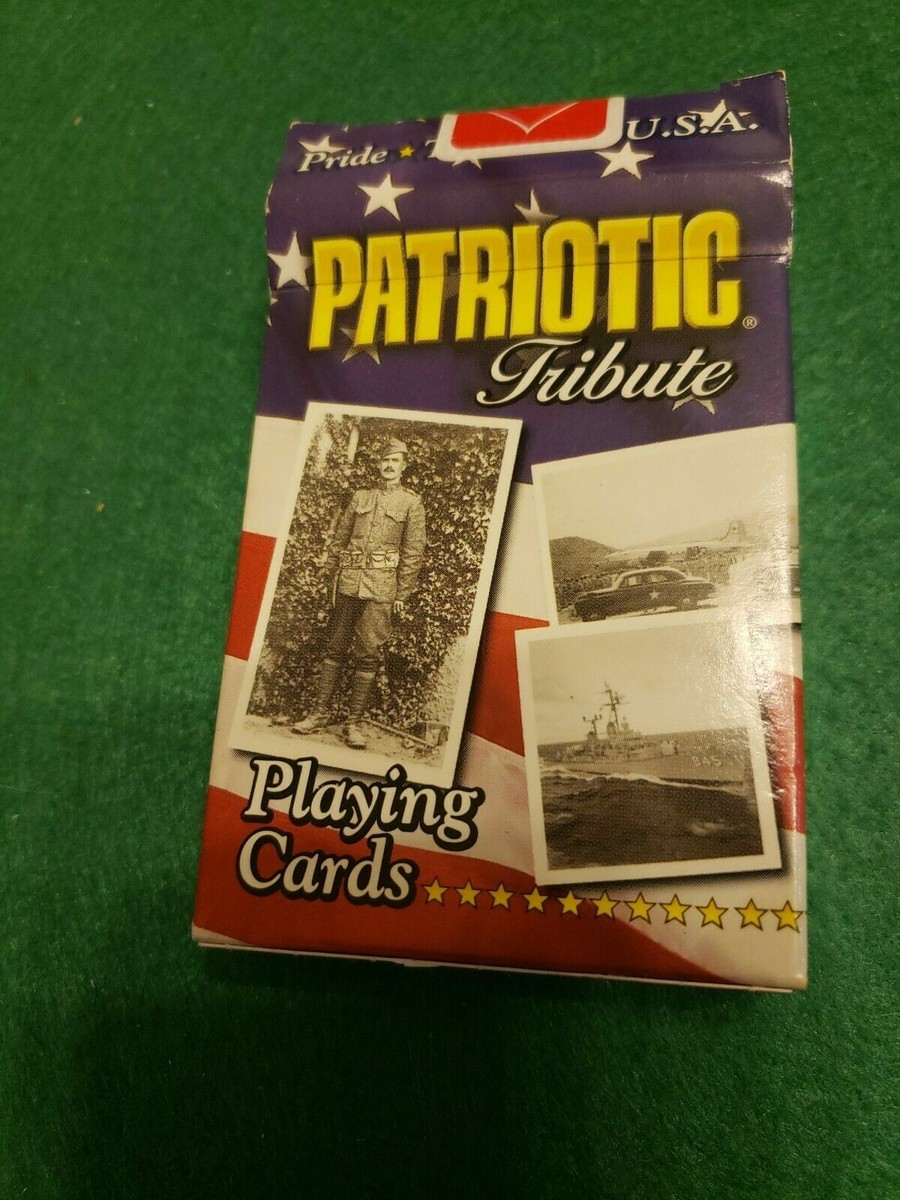 Pride ★ T U.S.A.
PATRIOTIC®
Tribute
845
Playing
Cards